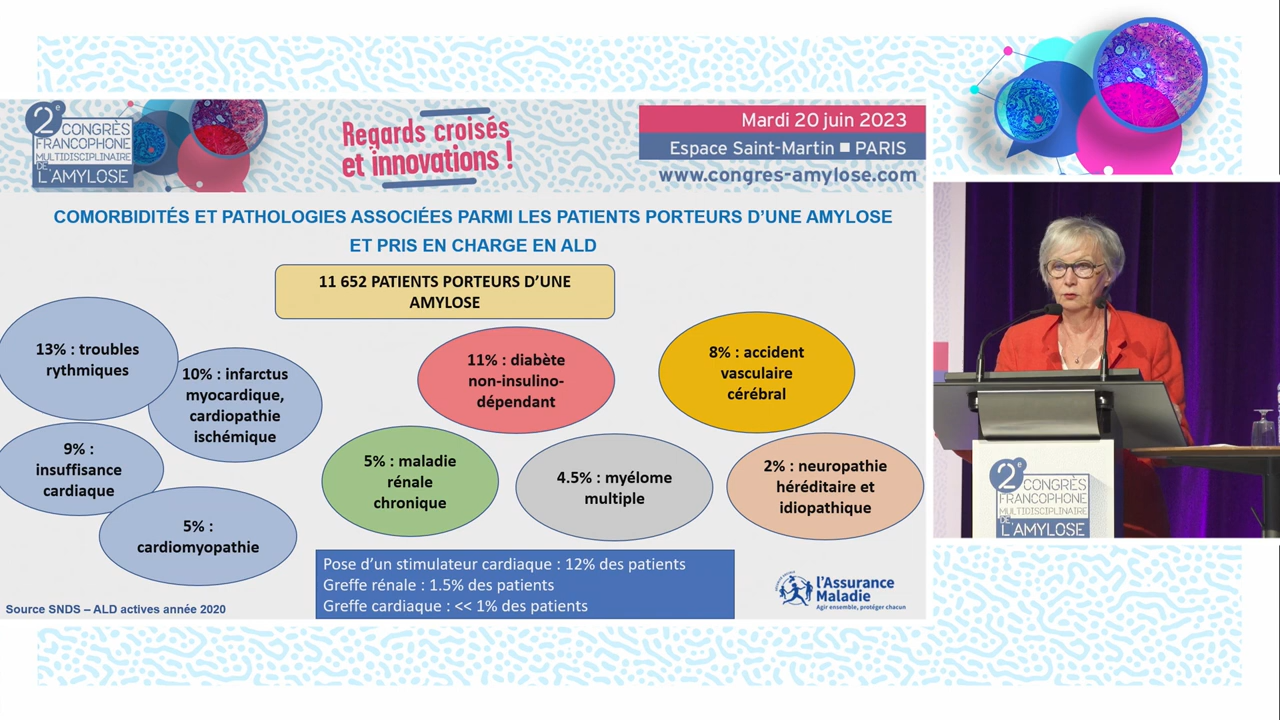 2e
CONGRÈS
FRANCOPHONE
MULTIDISCIPLINAIRE
DE
L'AMYLOSE
Regards croisés
et innovations !
Mardi 20 juin 2023
Espace Saint-Martin ■ PARIS
www.congres-amylose.com
COMORBIDITÉS ET PATHOLOGIES ASSOCIÉES PARMI LES PATIENTS PORTEURS D'UNE AMYLOSE
ET PRIS EN CHARGE EN ALD
11 652 PATIENTS PORTEURS D'UNE
AMYLOSE
13% : troubles
rythmiques
10% : infarctus
myocardique,
cardiopathie
ischémique
9% :
insuffisance
cardiaque
5% :
cardiomyopathie
11% : diabète
non-insulino-
dépendant
8% : accident
vasculaire
cérébral
5% : maladie
rénale
chronique
4.5% : myélome
multiple
2% : neuropathie
héréditaire et
idiopathique
Pose d'un stimulateur cardiaque : 12% des patients
Greffe rénale : 1.5% des patients
Greffe cardiaque : << 1% des patients
Source SNDS – ALD actives année 2020
l'Assurance
Maladie
Agir ensemble, protéger chacun
2e
CONGRÈS
FRANCOPHONE
MULTIDISCIPLINAIRE
DE
L'AMYLOSE